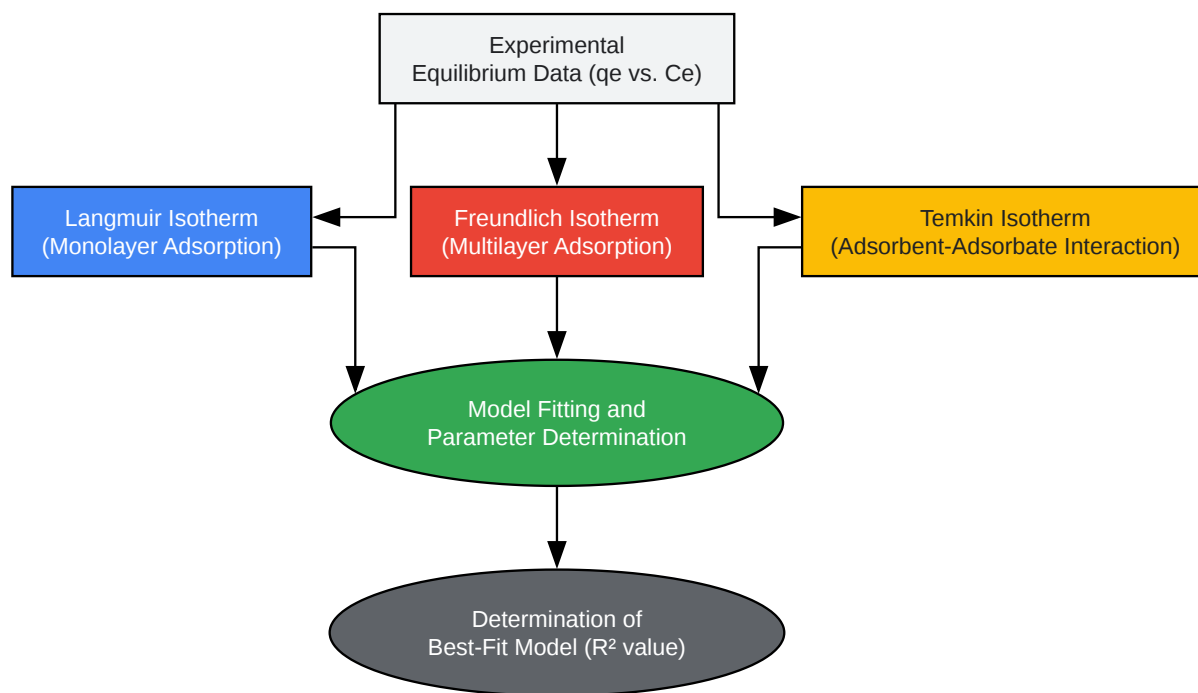 Experimental
Equilibrium Data (qe vs. Ce)
Langmuir Isotherm
(Monolayer Adsorption)
Freundlich Isotherm
(Multilayer Adsorption)
Temkin Isotherm
(Adsorbent-Adsorbate Interaction)
Model Fitting and
Parameter Determination
Determination of
Best-Fit Model (R² value)